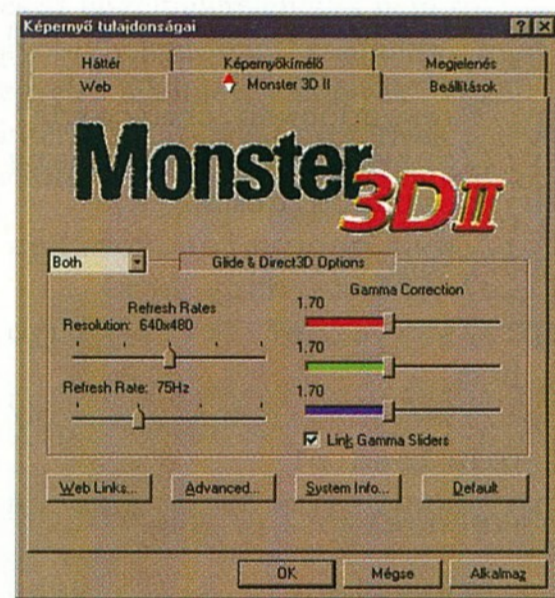 Képernyő tulajdonságai
Háttér Képernyőkímélő Megjelenés
Web Monster 3D II Beállítások
Monster
3D II
Both Glide & Direct3D Options
Refresh Rates
Resolution: 640x480
Refresh Rate: 75Hz
Gamma Correction
1.70
1.70
1.70
Link Gamma Sliders
Web Links... Advanced... System Info... Default
OK Mégse Alkalmaz